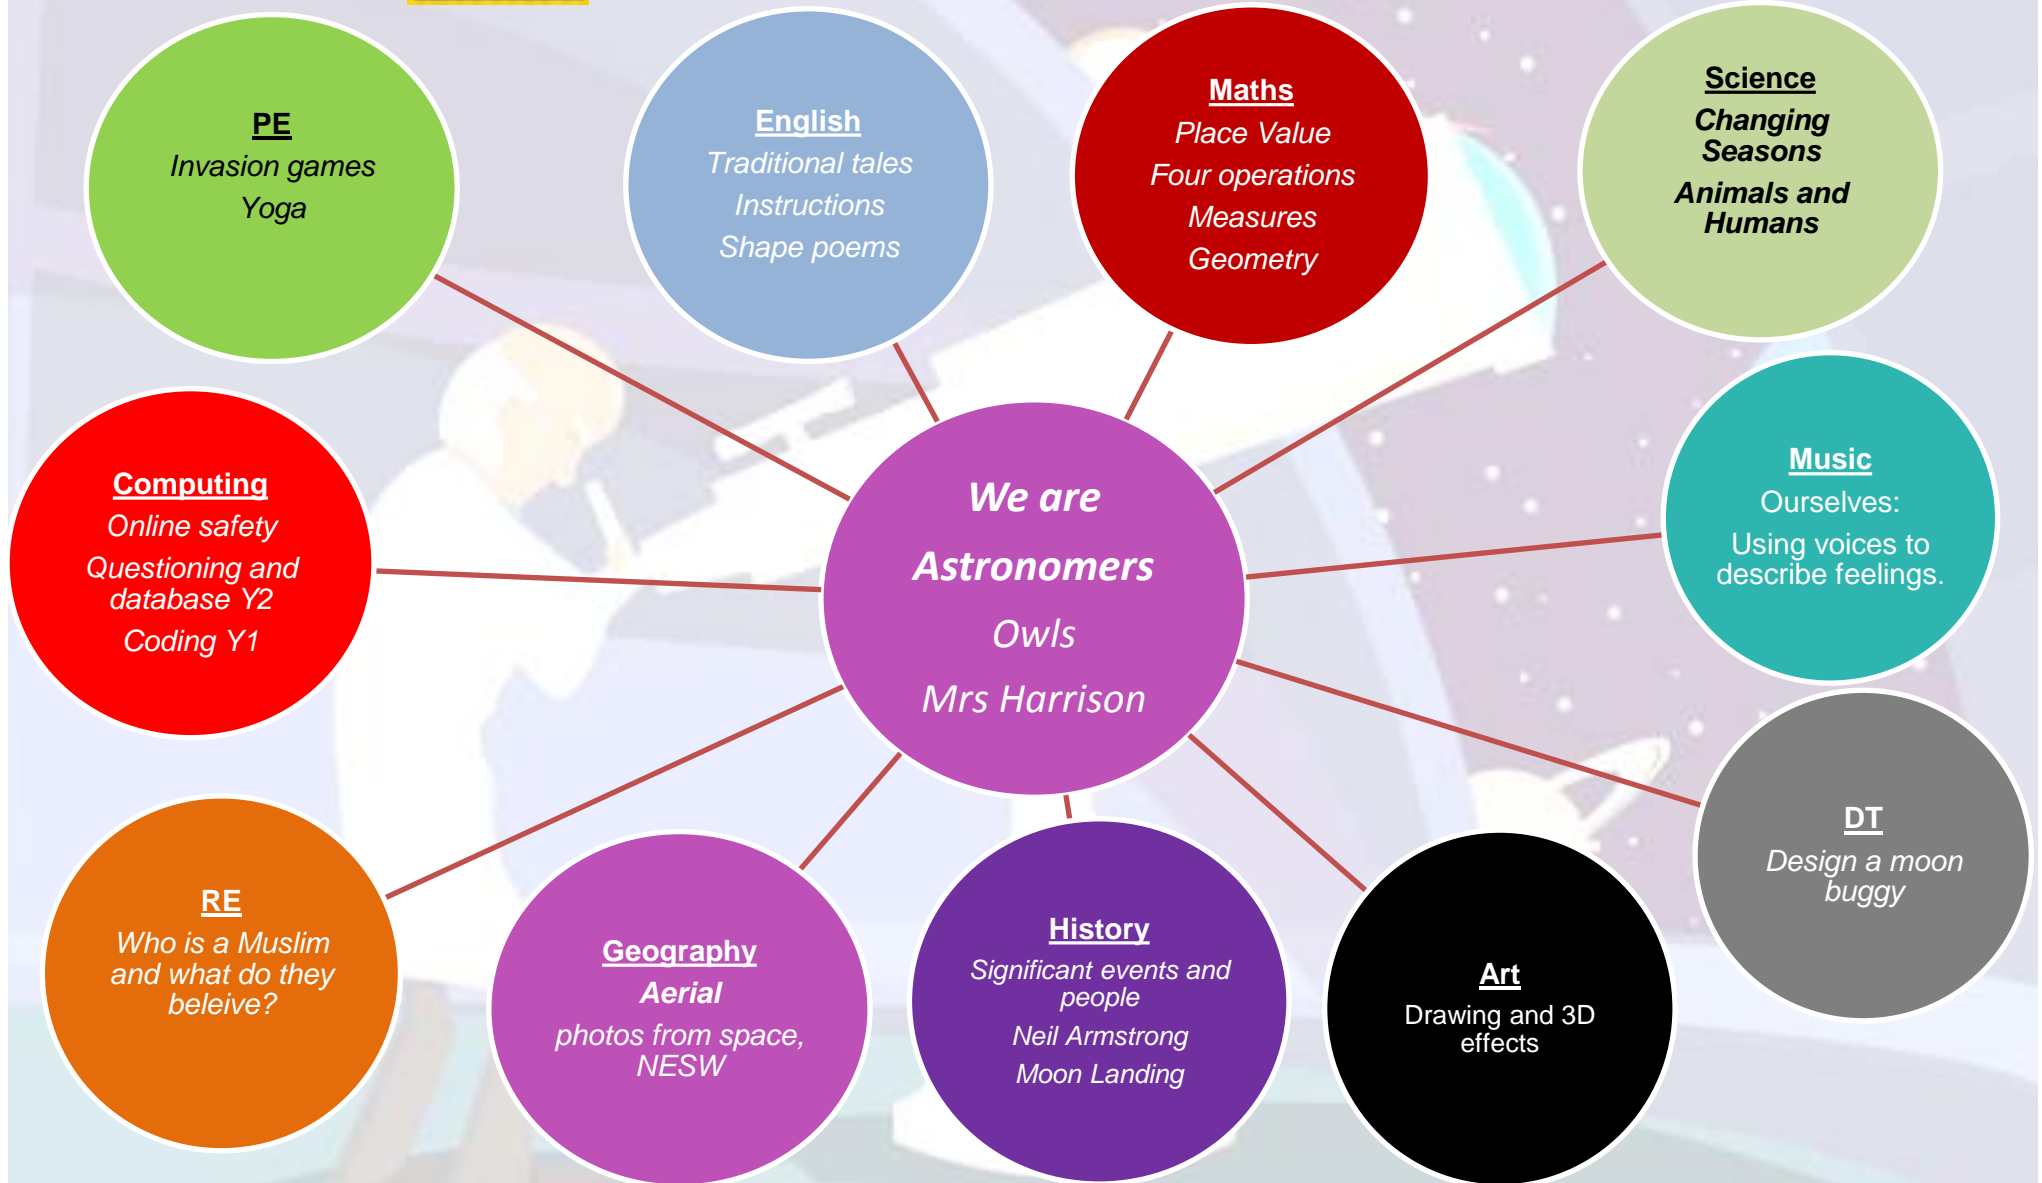 PE
Invasion games
Yoga
English
Traditional tales
Instructions
Shape poems
Maths
Place Value
Four operations
Measures
Geometry
Science
Changing
Seasons
Animals and
Humans
Computing
Online safety
Questioning and
database Y2
Coding Y1
We are
Astronomers
Owls
Mrs Harrison
Music
Ourselves:
Using voices to
describe feelings.
RE
Who is a Muslim
and what do they
beleive?
Geography
Aerial
photos from space,
NESW
History
Significant events and
people
Neil Armstrong
Moon Landing
Art
Drawing and 3D
effects
DT
Design a moon
buggy